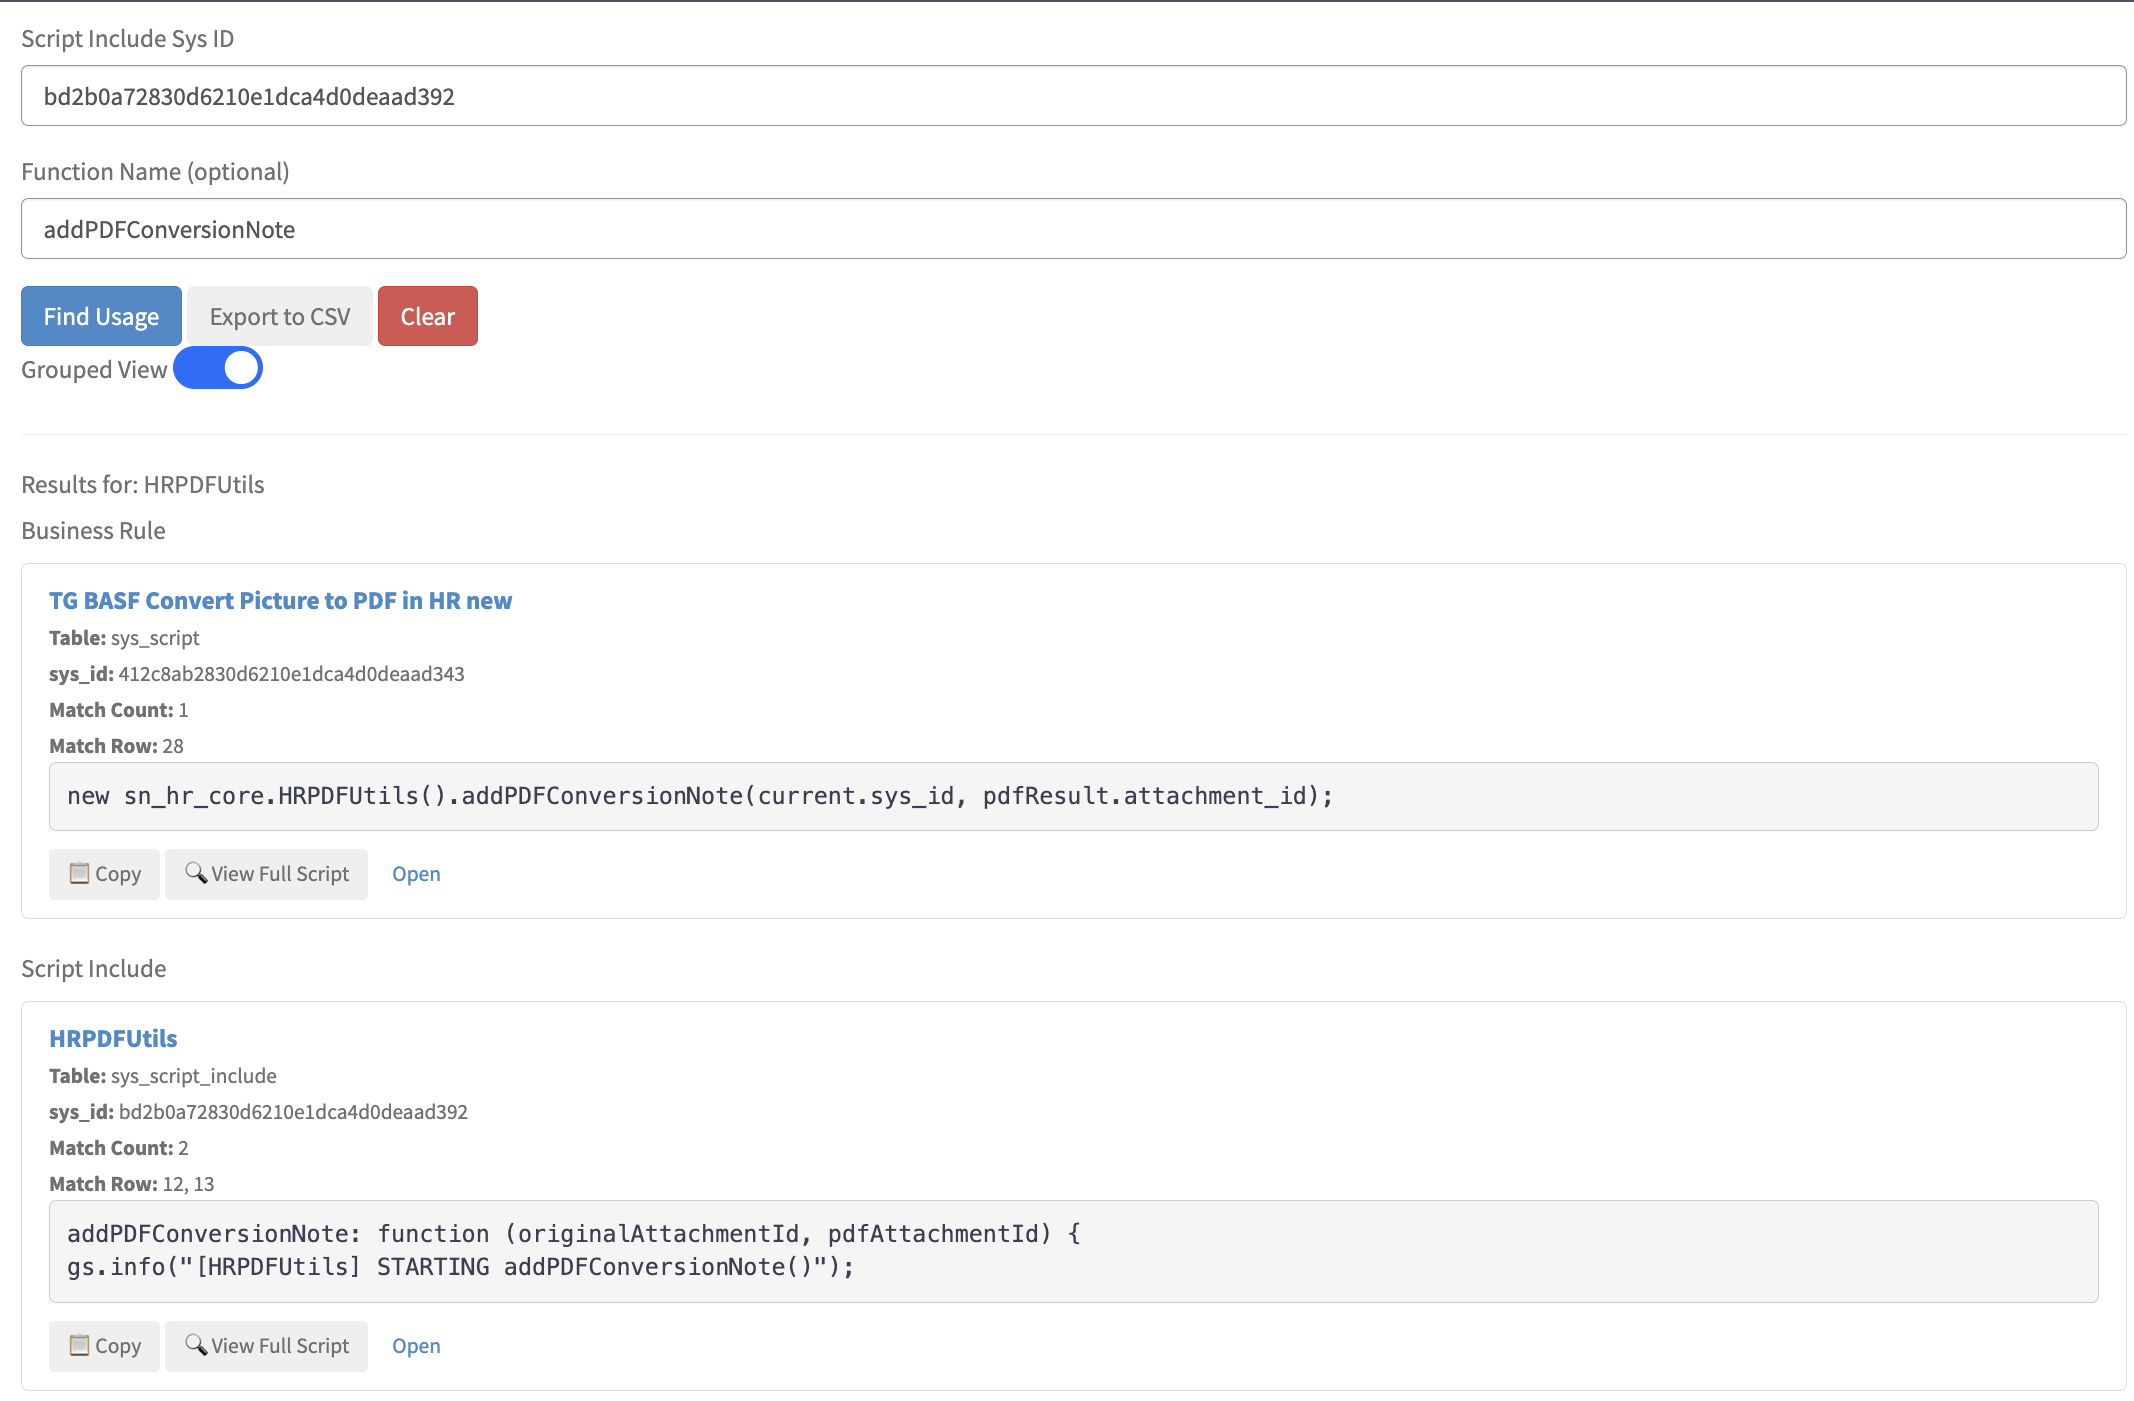 Script Include Sys ID
bd2b0a72830d6210e1dca4d0deaad392
Function Name (optional)
addPDFConversionNote
Find Usage Export to CSV Clear
Grouped View
Results for: HRPDFUtils
Business Rule
TG BASF Convert Picture to PDF in HR new
Table: sys_script
sys_id: 412c8ab2830d6210e1dca4d0deaad343
Match Count: 1
Match Row: 28
new sn_hr_core.HRPDFUtils().addPDFConversionNote(current.sys_id, pdfResult.attachment_id);
Copy View Full Script Open
Script Include
HRPDFUtils
Table: sys_script_include
sys_id: bd2b0a72830d6210e1dca4d0deaad392
Match Count: 2
Match Row: 12, 13
addPDFConversionNote: function (originalAttachmentId, pdfAttachmentId) {
gs.info("[HRPDFUtils] STARTING addPDFConversionNote()");
Copy View Full Script Open